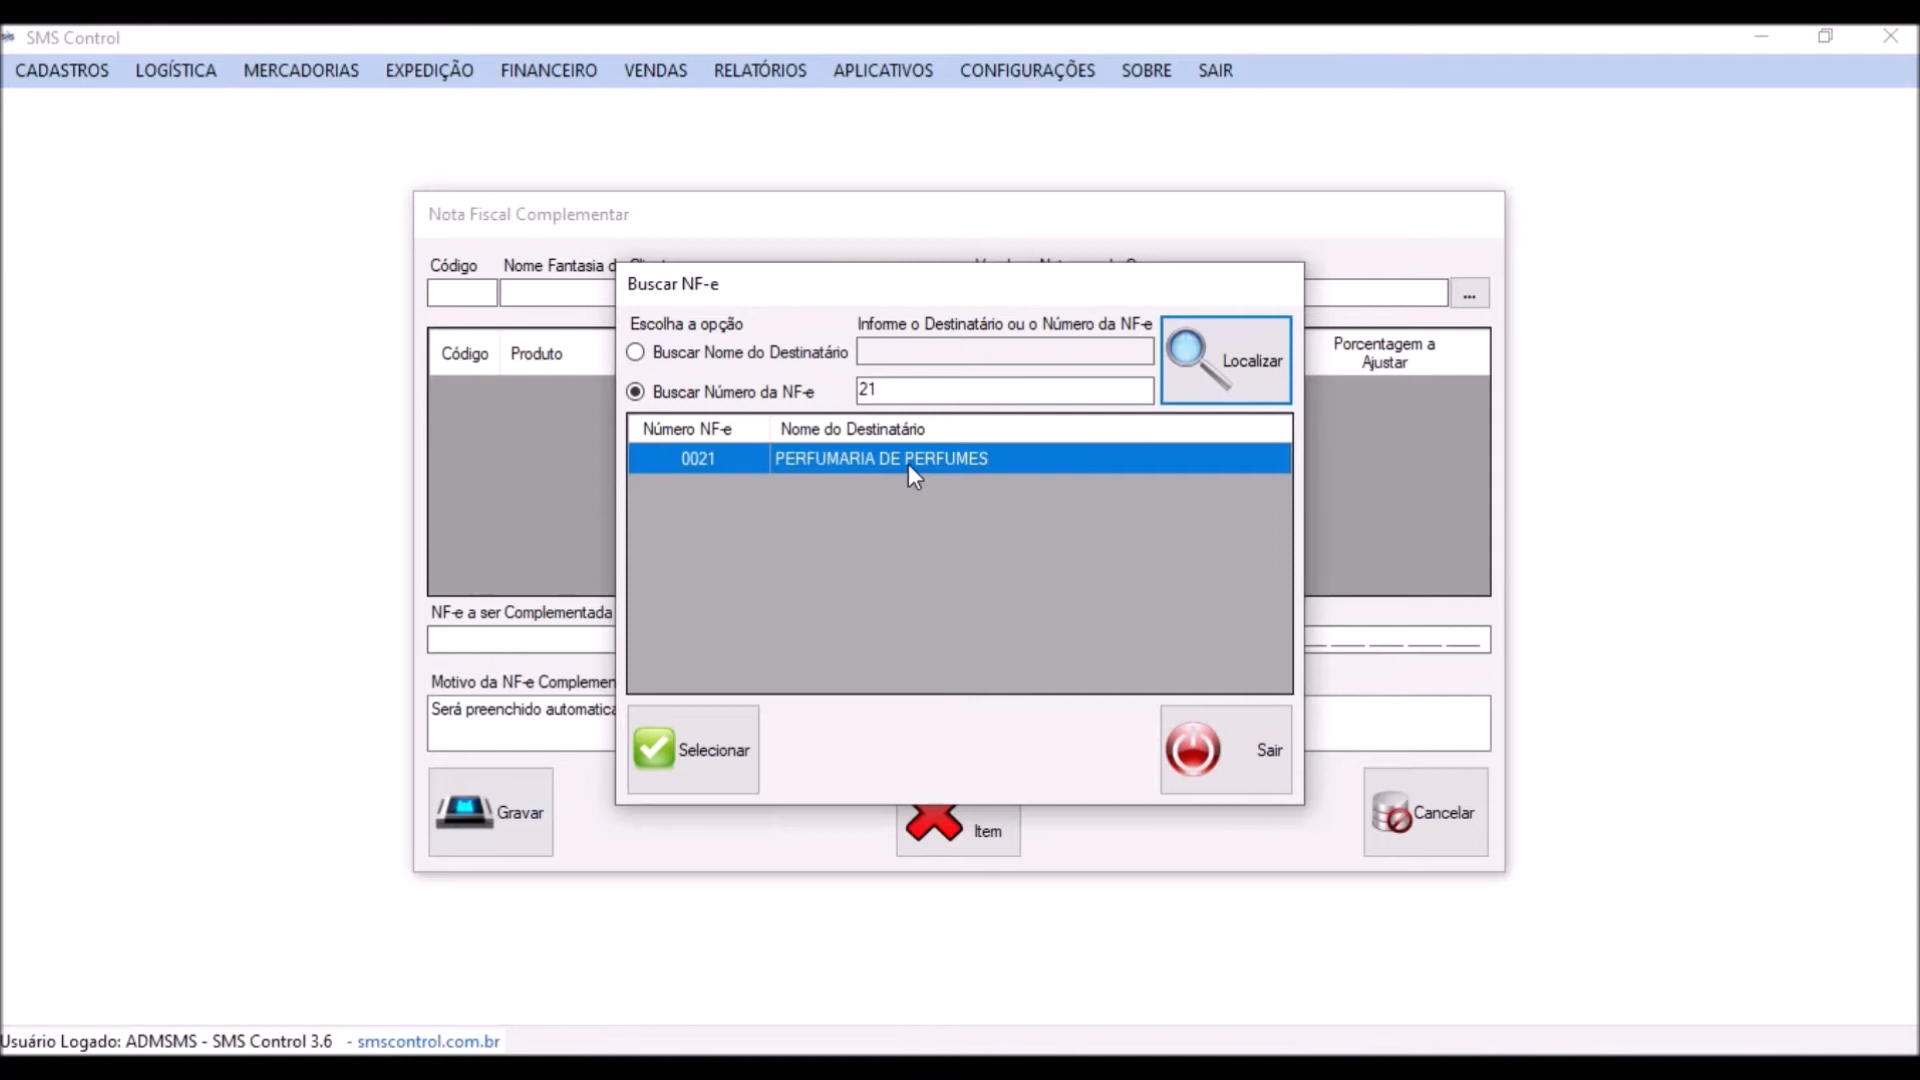 SMS Control
CADASTROS LOGÍSTICA MERCADORIAS EXPEDIÇÃO FINANCEIRO VENDAS RELATÓRIOS APLICATIVOS CONFIGURAÇÕES SOBRE SAIR
Nota Fiscal Complementar
Código Nome Fantasia d
...
Código Produto
Porcentagem a
Ajustar
NF-e a ser Complementada
Motivo da NF-e Complemen
Será preenchido automatica
Gravar
Item
Cancelar
Buscar NF-e
Escolha a opção Informe o Destinatário ou o Número da NF-e
Buscar Nome do Destinatário
Localizar
Buscar Número da NF-e 21
Número NF-e Nome do Destinatário
0021 PERFUMARIA DE PERFUMES
Selecionar
Sair
Usuário Logado: ADMSMS - SMS Control 3.6 - smscontrol.com.br